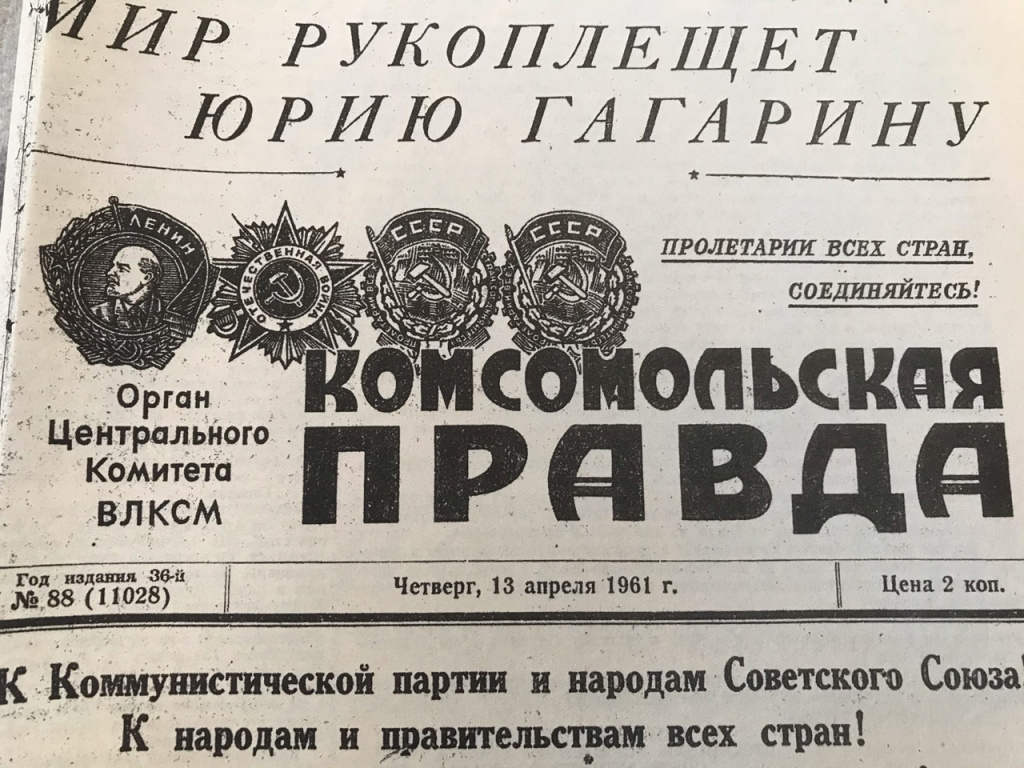 МИР РУКОПЛЕЩЕТ
ЮРИЮ ГАГАРИНУ
ЛЕНИН
ОТЕЧЕСТВЕННАЯ ВОЙНА
СССР
СССР
ПРОЛЕТАРИИ ВСЕХ СТРАН,
СОЕДИНЯЙТЕСЬ!
КОМСОМОЛЬСКАЯ
ПРАВДА
Орган
Центрального
Комитета
ВЛКСМ
Год издания 36-й
№ 88 (11028)
Четверг, 13 апреля 1961 г.
Цена 2 коп.
К Коммунистической партии и народам Советского Союза!
К народам и правительствам всех стран!